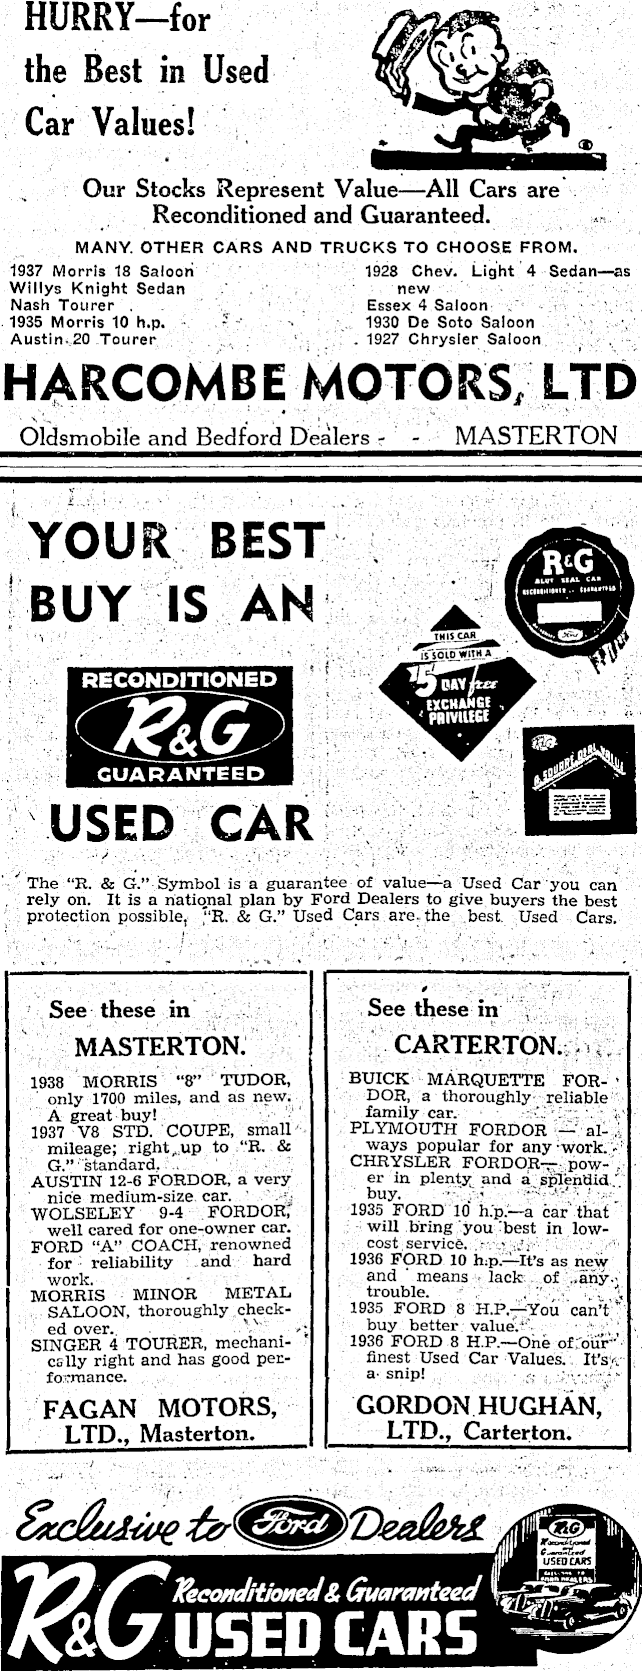 HURRY—for
the Best in Used
Car Values!
Our Stocks Represent Value—All Cars are
Reconditioned and Guaranteed.
MANY OTHER CARS AND TRUCKS TO CHOOSE FROM.
1937 Morris 18 Saloon
Willys Knight Sedan
Nash Tourer
1935 Morris 10 h.p.
Austin 20 Tourer
1928 Chev. Light 4 Sedan—as
new
Essex 4 Saloon
1930 De Soto Saloon
1927 Chrysler Saloon
HARCOMBE MOTORS, LTD
Oldsmobile and Bedford Dealers - - MASTERTON
YOUR BEST
BUY IS AN
RECONDITIONED
R&G
GUARANTEED
USED CAR
R&G
RECONDITIONED GUARANTEED
Ford
THIS CAR
IS SOLD WITH A
5 DAY free
EXCHANGE
PRIVILEGE
R&G
A SQUARE DEAL VALUE
The "R. & G." Symbol is a guarantee of value—a Used Car you can
rely on. It is a national plan by Ford Dealers to give buyers the best
protection possible, "R. & G." Used Cars are the best Used Cars.
See these in
MASTERTON.
1938 MORRIS "8" TUDOR,
only 1700 miles, and as new.
A great buy!
1937 V8 STD. COUPE, small
mileage; right up to "R. &
G." standard.
AUSTIN 12-6 FORDOR, a very
nice medium-size car.
WOLSELEY 9-4 FORDOR,
well cared for one-owner car.
FORD "A" COACH, renowned
for reliability and hard
work.
MORRIS MINOR METAL
SALOON, thoroughly check-
ed over.
SINGER 4 TOURER, mechani-
cally right and has good per-
formance.
FAGAN MOTORS,
LTD., Masterton.
See these in
CARTERTON.
BUICK MARQUETTE FOR-
DOR, a thoroughly reliable
family car.
PLYMOUTH FORDOR — al-
ways popular for any work.
CHRYSLER FORDOR—pow-
er in plenty and a splendid
buy.
1935 FORD 10 h.p.—a car that
will bring you best in low-
cost service.
1936 FORD 10 h.p.—It's as new
and means lack of any
trouble.
1935 FORD 8 H.P.—You can't
buy better value.
1936 FORD 8 H.P.—One of our
finest Used Car Values. It's
a snip!
GORDON HUGHAN,
LTD., Carterton.
Exclusive to Ford Dealers
R&G Reconditioned & Guaranteed
USED CARS
R&G
Reconditioned
and
Guaranteed
USED CARS